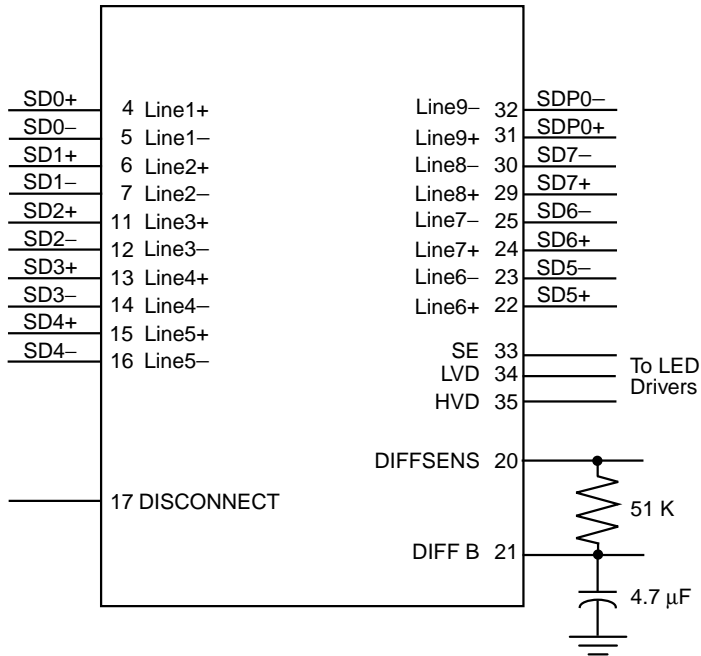 SD0+ 4 Line1+ Line9– 32 SDP0–
SD0– 5 Line1– Line9+ 31 SDP0+
SD1+ 6 Line2+ Line8– 30 SD7–
SD1– 7 Line2– Line8+ 29 SD7+
SD2+ 11 Line3+ Line7– 25 SD6–
SD2– 12 Line3– Line7+ 24 SD6+
SD3+ 13 Line4+ Line6– 23 SD5–
SD3– 14 Line4– Line6+ 22 SD5+
SD4+ 15 Line5+
SD4– 16 Line5–
SE 33
LVD 34
HVD 35
To LED
Drivers
DIFFSENS 20
17 DISCONNECT
51 K
DIFF B 21
4.7 μF